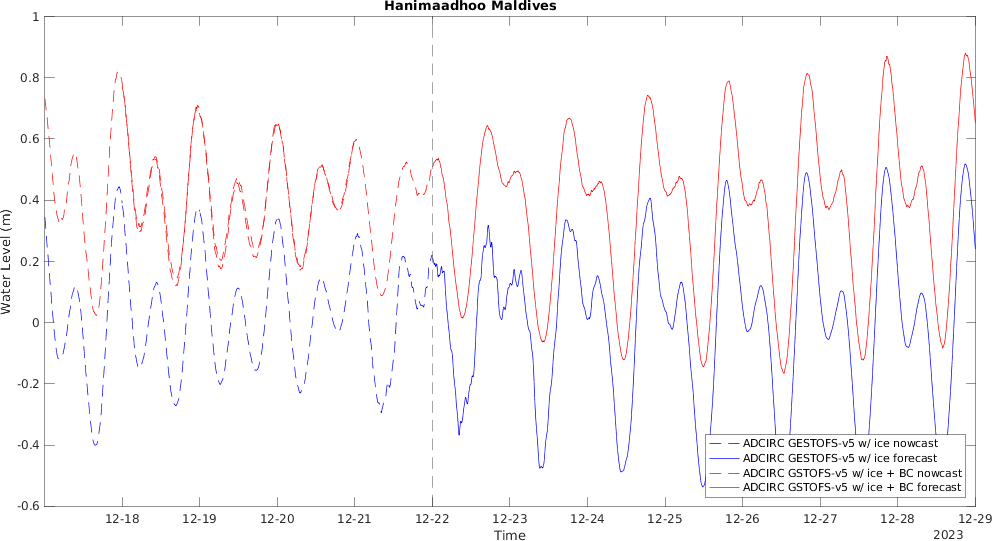 Hanimaadhoo Maldives
1
0.8
0.6
0.4
0.2
0
-0.2
-0.4
-0.6
Water Level (m)
ADCIRC GESTOFS-v5 w/ ice nowcast
ADCIRC GESTOFS-v5 w/ ice forecast
ADCIRC GSTOFS-v5 w/ ice + BC nowcast
ADCIRC GSTOFS-v5 w/ ice + BC forecast
12-18 12-19 12-20 12-21 12-22 12-23 12-24 12-25 12-26 12-27 12-28 12-29
Time 2023